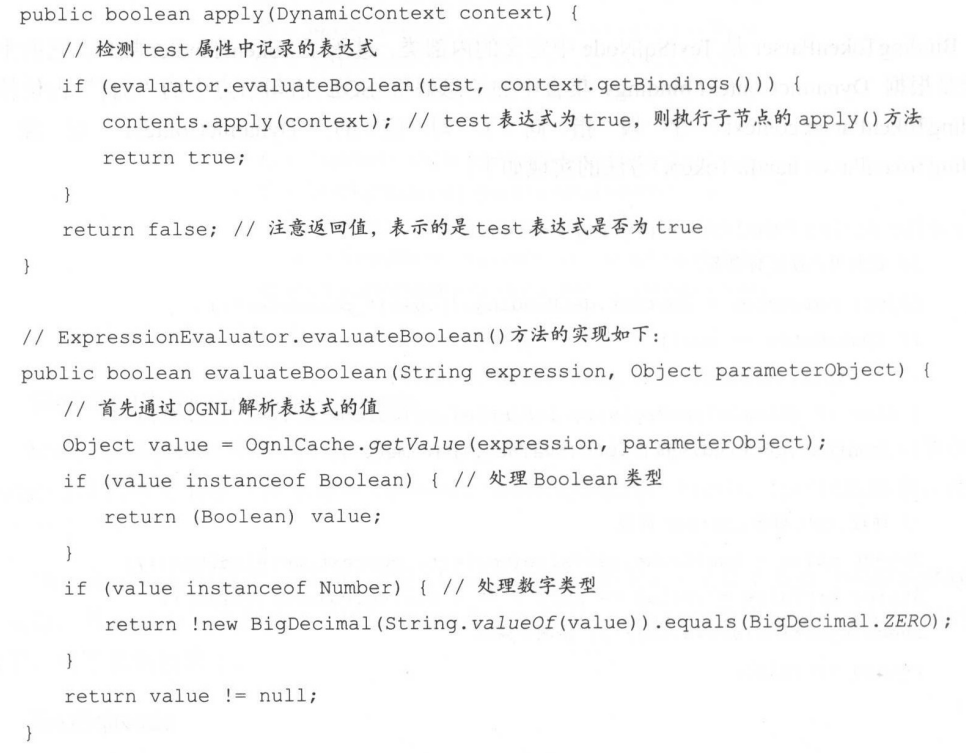 public boolean apply(DynamicContext context) {
// 检测 test 属性中记录的表达式
if (evaluator.evaluateBoolean(test, context.getBindings())) {
contents.apply(context); // test 表达式为 true，则执行子节点的 apply()方法
return true;
}
return false; // 注意返回值，表示的是 test 表达式是否为 true
}
// ExpressionEvaluator.evaluateBoolean()方法的实现如下：
public boolean evaluateBoolean(String expression, Object parameterObject) {
// 首先通过 OGNL 解析表达式的值
Object value = OgnlCache.getValue(expression, parameterObject);
if (value instanceof Boolean) { // 处理 Boolean 类型
return (Boolean) value;
}
if (value instanceof Number) { // 处理数字类型
return !new BigDecimal(String.valueOf(value)).equals(BigDecimal.ZERO);
}
return value != null;
}